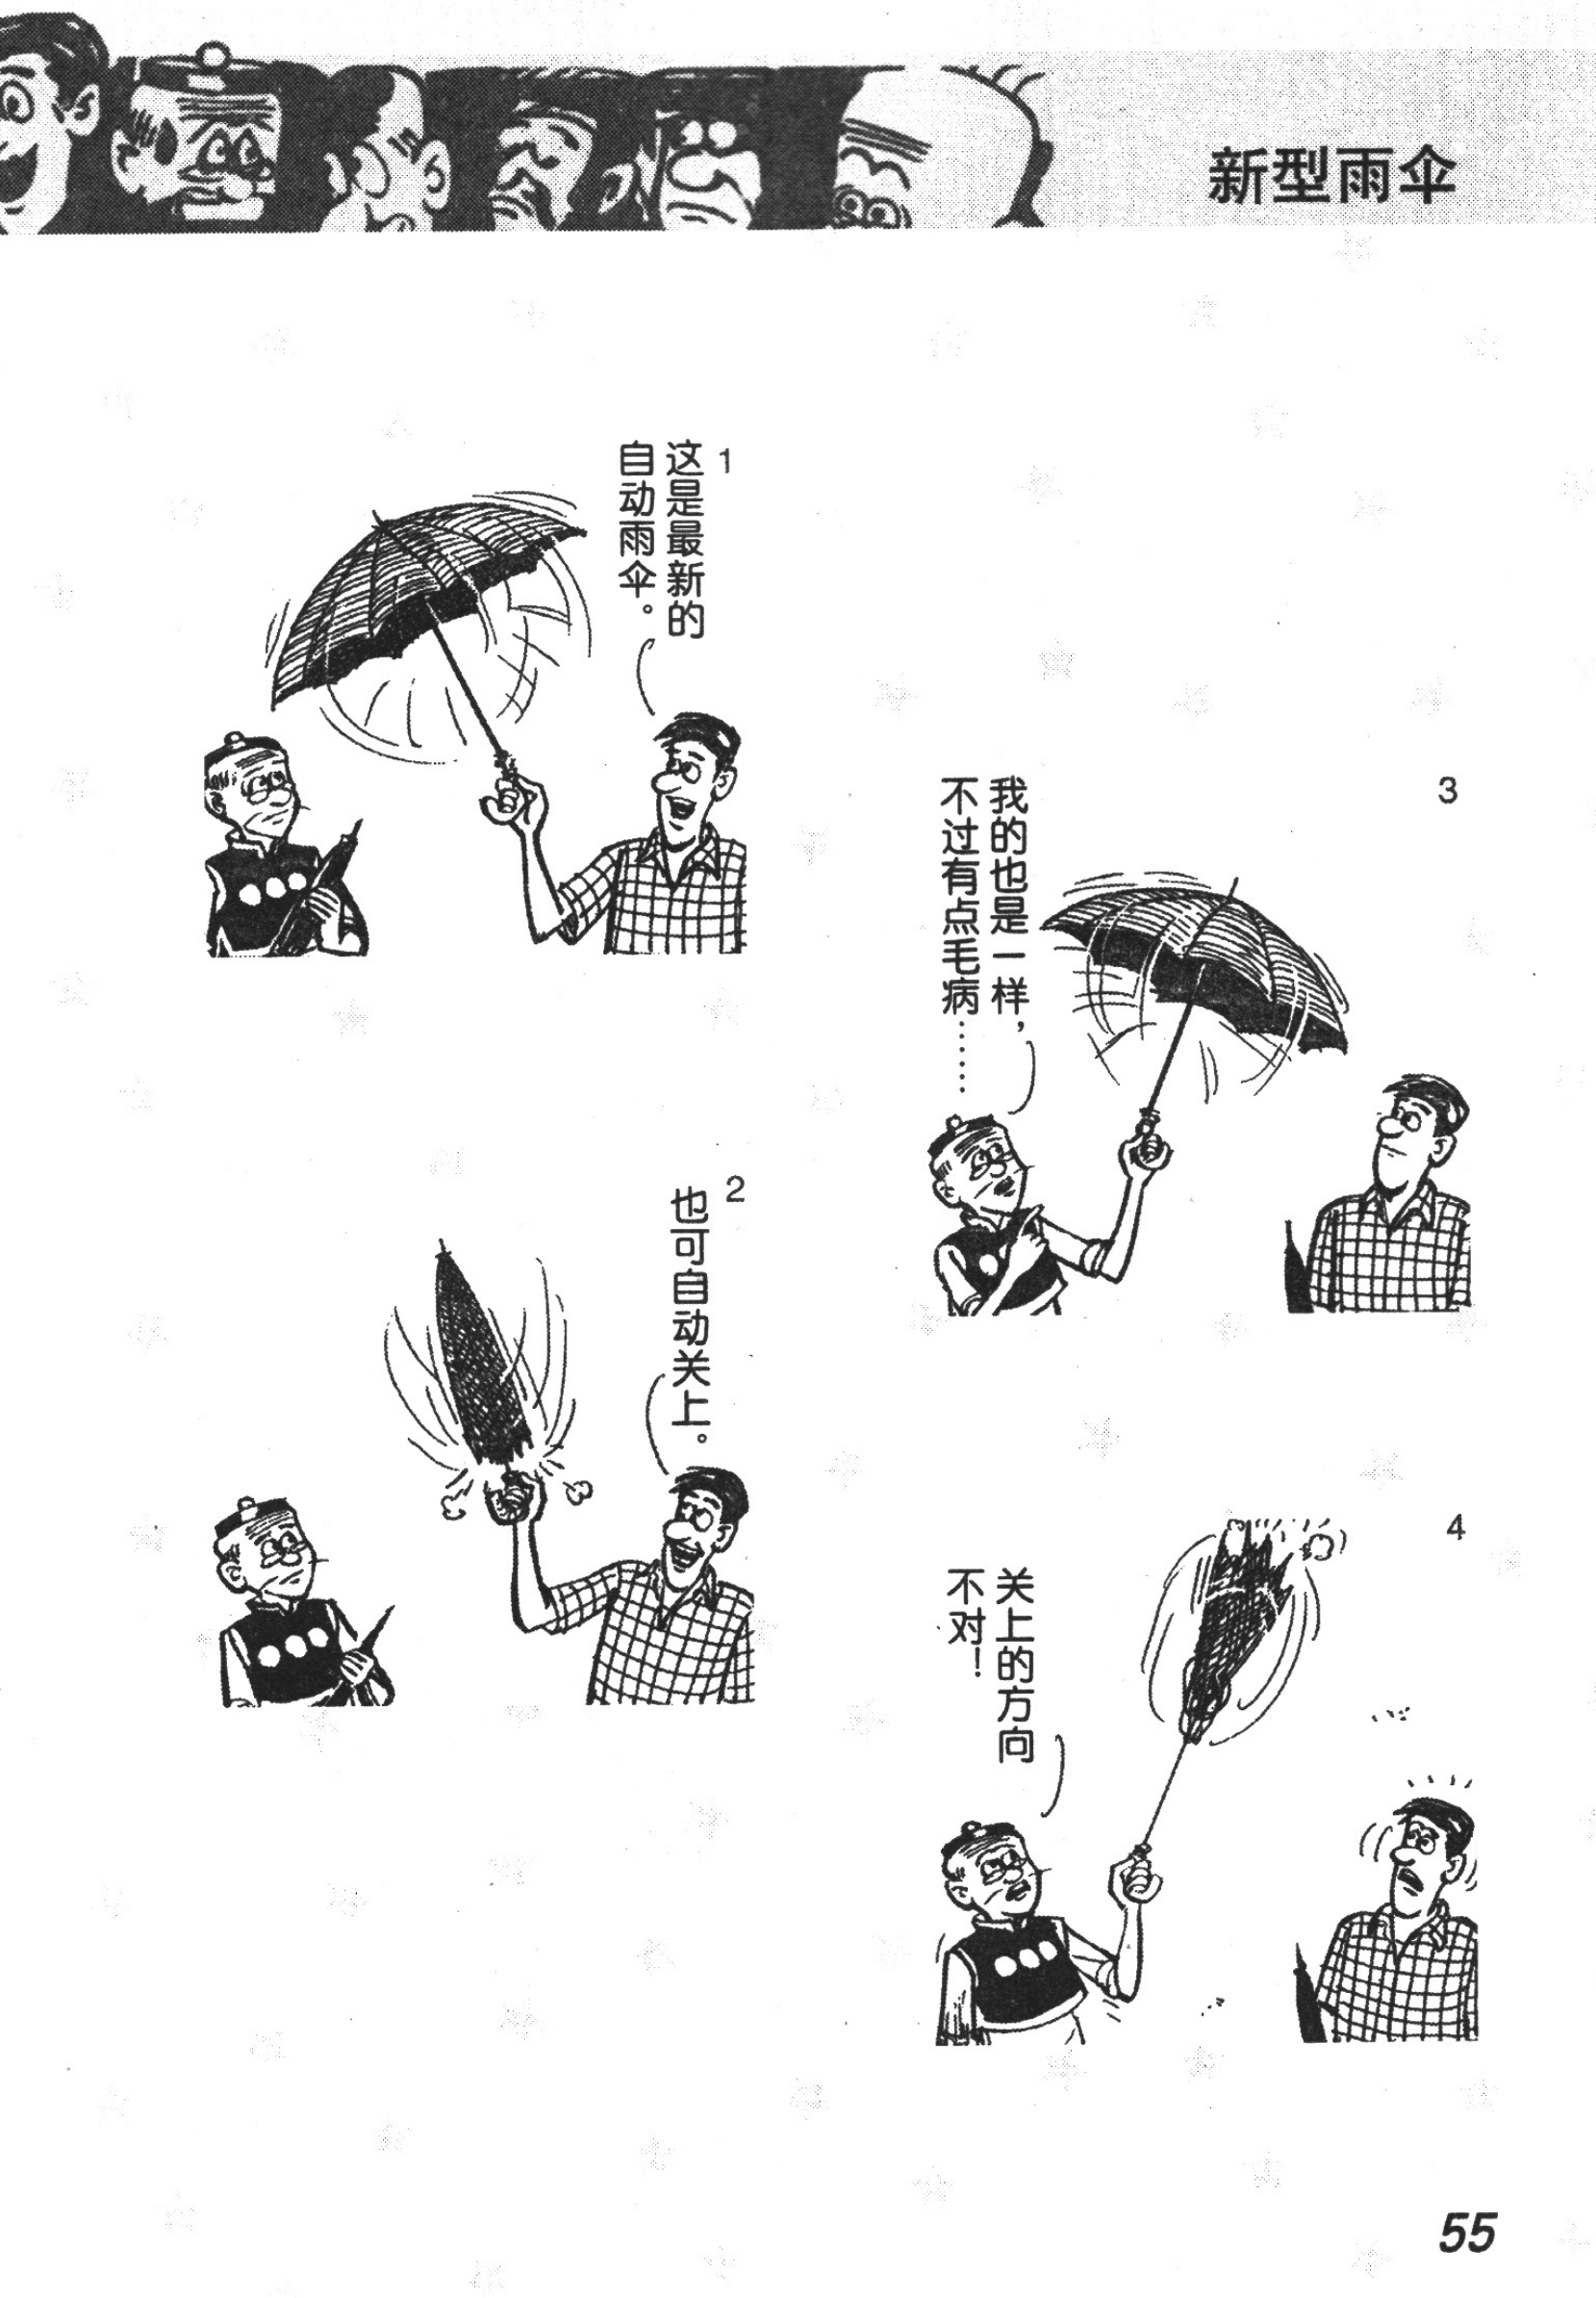 新型雨伞
1
这是最新的
自动雨伞。
2
也可自动关上。
3
我的也是一样，
不过有点毛病……
4
关上的方向
不对！
55